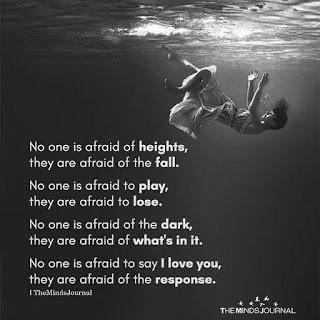 No one is afraid of heights,
they are afraid of the fall.
No one is afraid to play,
they are afraid to lose.
No one is afraid of the dark,
they are afraid of what's in it.
No one is afraid to say I love you,
they are afraid of the response.
| TheMindsJournal
THEMINDSJOURNAL